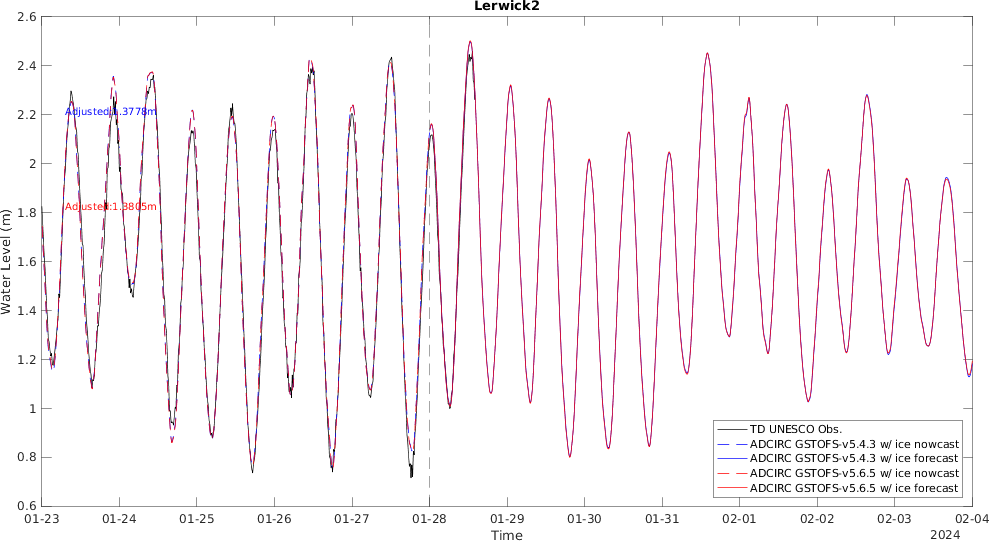 Lerwick2
2.6
2.4
2.2
2
1.8
1.6
1.4
1.2
1
0.8
0.6
Water Level (m)
Adjusted:1.3778m
Adjusted:1.3805m
TD UNESCO Obs.
ADCIRC GSTOFS-v5.4.3 w/ ice nowcast
ADCIRC GSTOFS-v5.4.3 w/ ice forecast
ADCIRC GSTOFS-v5.6.5 w/ ice nowcast
ADCIRC GSTOFS-v5.6.5 w/ ice forecast
01-23 01-24 01-25 01-26 01-27 01-28 01-29 01-30 01-31 02-01 02-02 02-03 02-04
Time
2024